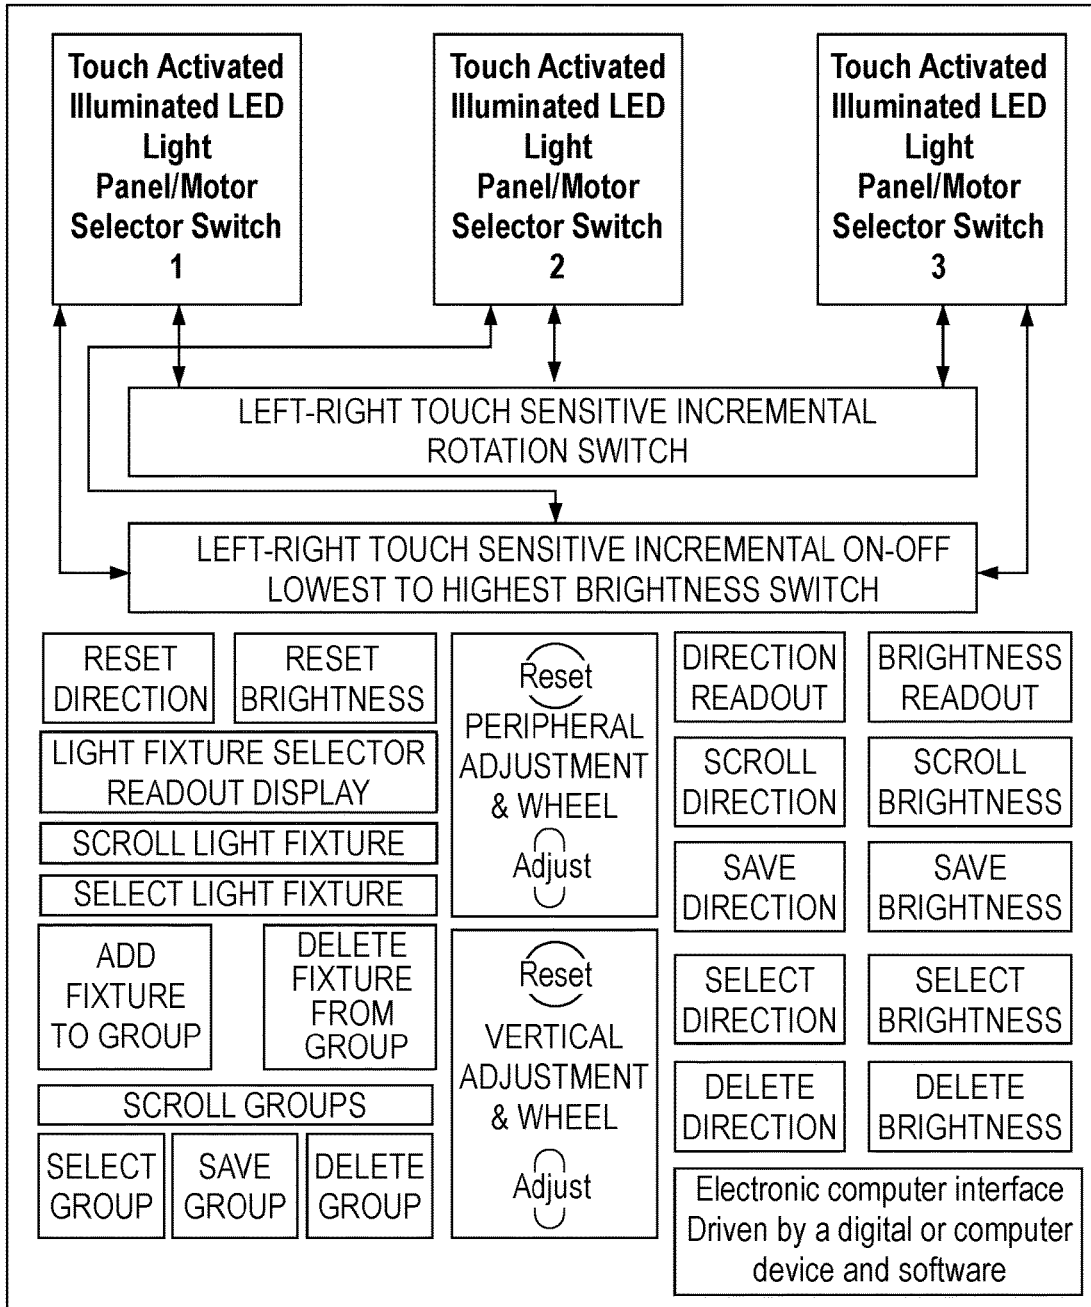 Touch Activated
Illuminated LED
Light
Panel/Motor
Selector Switch
1
Touch Activated
Illuminated LED
Light
Panel/Motor
Selector Switch
2
Touch Activated
Illuminated LED
Light
Panel/Motor
Selector Switch
3
LEFT-RIGHT TOUCH SENSITIVE INCREMENTAL
ROTATION SWITCH
LEFT-RIGHT TOUCH SENSITIVE INCREMENTAL ON-OFF
LOWEST TO HIGHEST BRIGHTNESS SWITCH
RESET
DIRECTION
RESET
BRIGHTNESS
LIGHT FIXTURE SELECTOR
READOUT DISPLAY
SCROLL LIGHT FIXTURE
SELECT LIGHT FIXTURE
ADD
FIXTURE
TO GROUP
DELETE
FIXTURE
FROM
GROUP
SCROLL GROUPS
SELECT
GROUP
SAVE
GROUP
DELETE
GROUP
Reset
PERIPHERAL
ADJUSTMENT
& WHEEL
Adjust
Reset
VERTICAL
ADJUSTMENT
& WHEEL
Adjust
DIRECTION
READOUT
BRIGHTNESS
READOUT
SCROLL
DIRECTION
SCROLL
BRIGHTNESS
SAVE
DIRECTION
SAVE
BRIGHTNESS
SELECT
DIRECTION
SELECT
BRIGHTNESS
DELETE
DIRECTION
DELETE
BRIGHTNESS
Electronic computer interface
Driven by a digital or computer
device and software